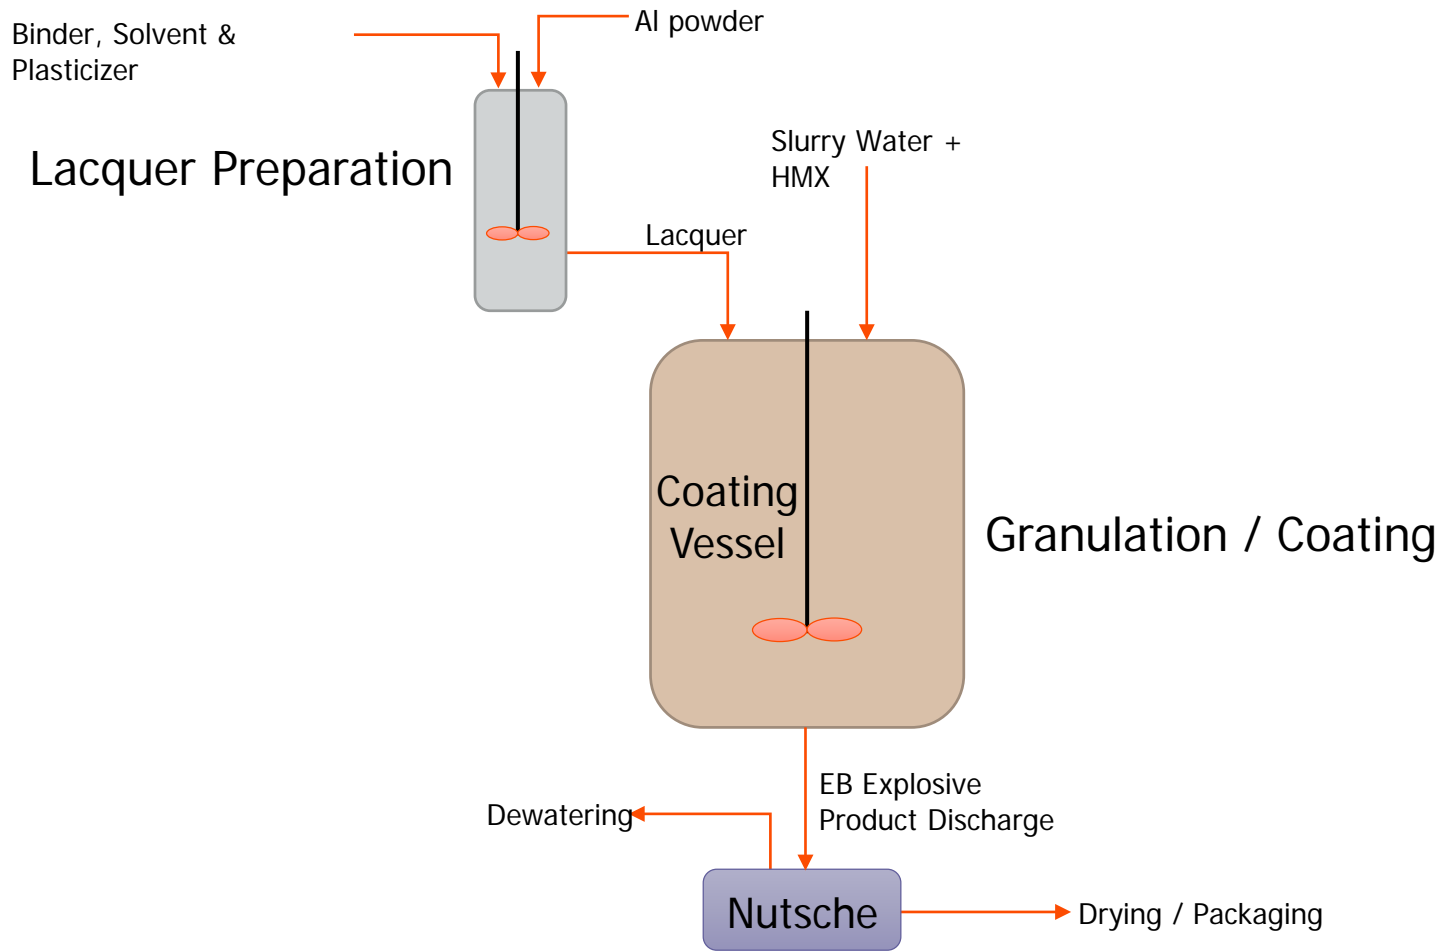 Binder, Solvent &
Plasticizer
Al powder
Lacquer Preparation
Slurry Water +
HMX
Lacquer
Coating
Vessel
Granulation / Coating
EB Explosive
Product Discharge
Dewatering
Nutsche
Drying / Packaging